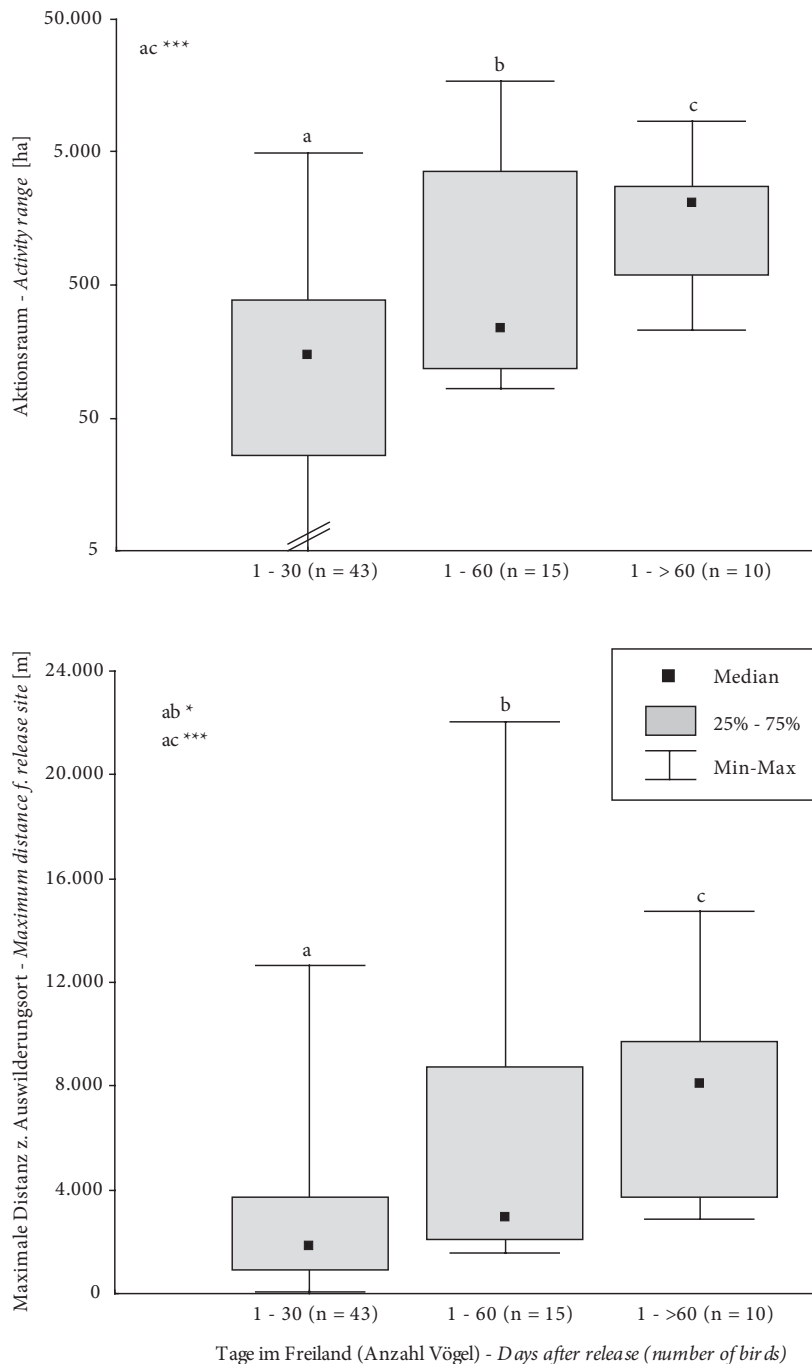 50.000
ac ***
b
c
a
5.000
500
50
5
Aktionsraum - Activity range [ha]
1 - 30 (n = 43)
1 - 60 (n = 15)
1 - > 60 (n = 10)
24.000
ab *
ac ***
b
Median
25% - 75%
Min-Max
20.000
16.000
c
a
12.000
8.000
4.000
0
Maximale Distanz z. Auswilderungsort - Maximum distance f. release site [m]
1 - 30 (n = 43)
1 - 60 (n = 15)
1 - >60 (n = 10)
Tage im Freiland (Anzahl Vögel) - Days after release (number of birds)